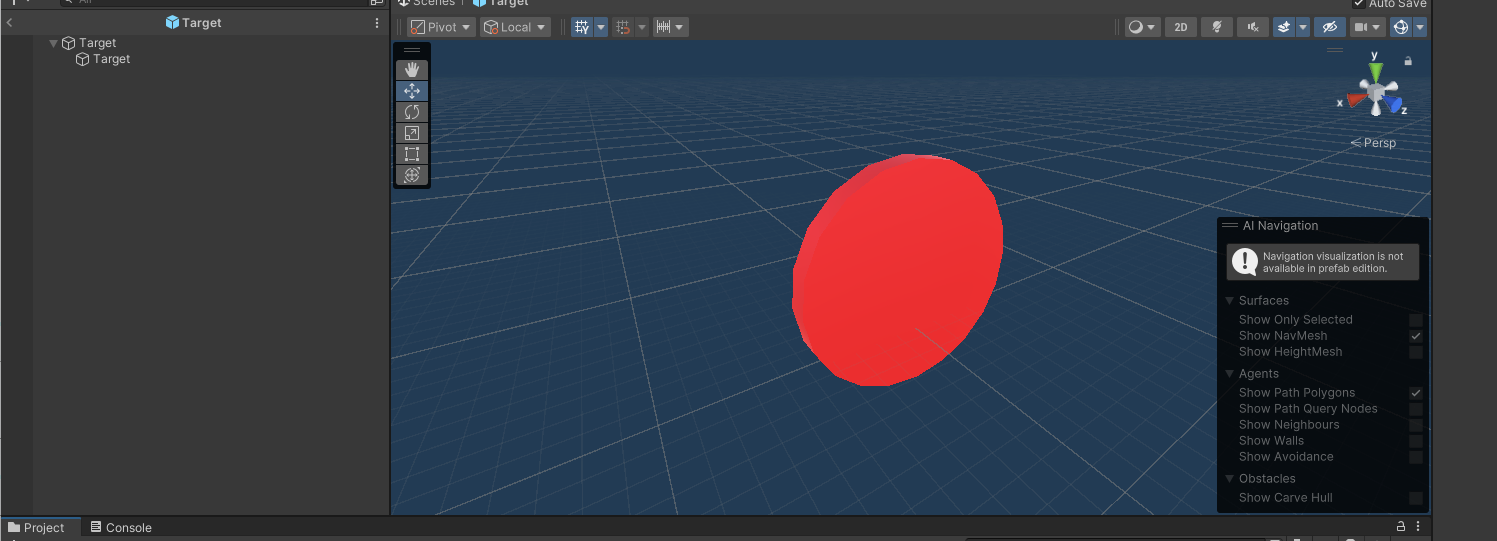 All
Scenes
Target
Auto Save
Target
Pivot
Local
2D
Target
Target
y
x
z
Persp
AI Navigation
Navigation visualization is not
available in prefab edition.
Surfaces
Show Only Selected
Show NavMesh
Show HeightMesh
Agents
Show Path Polygons
Show Path Query Nodes
Show Neighbours
Show Walls
Show Avoidance
Obstacles
Show Carve Hull
Project
Console